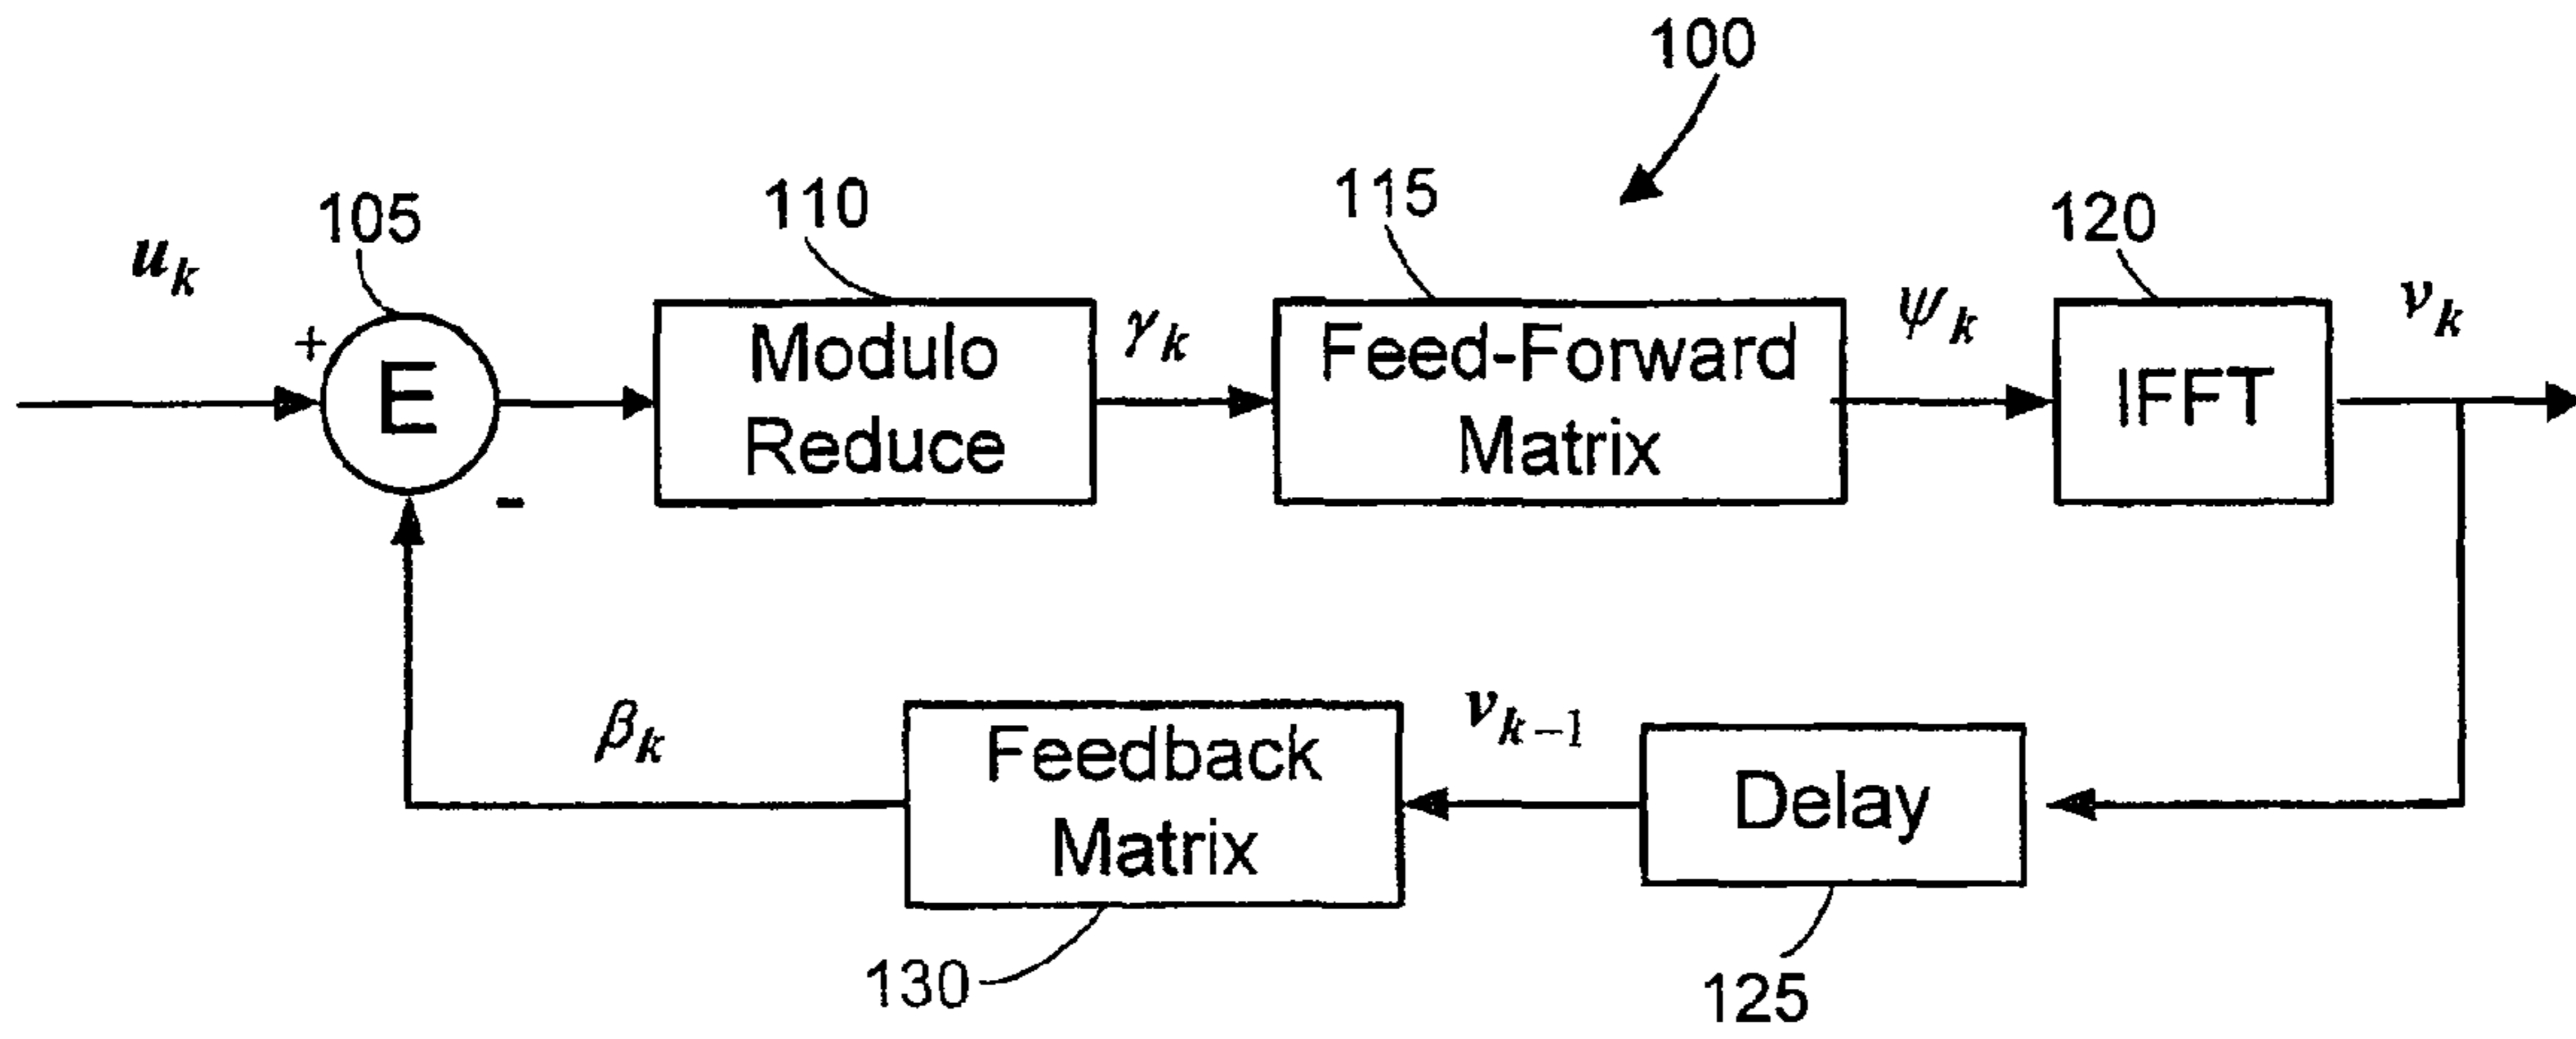 100
105
110
115
120
u_k
+
E
-
Modulo
Reduce
γ_k
Feed-Forward
Matrix
ψ_k
IFFT
v_k
β_k
Feedback
Matrix
v_{k-1}
Delay
130
125